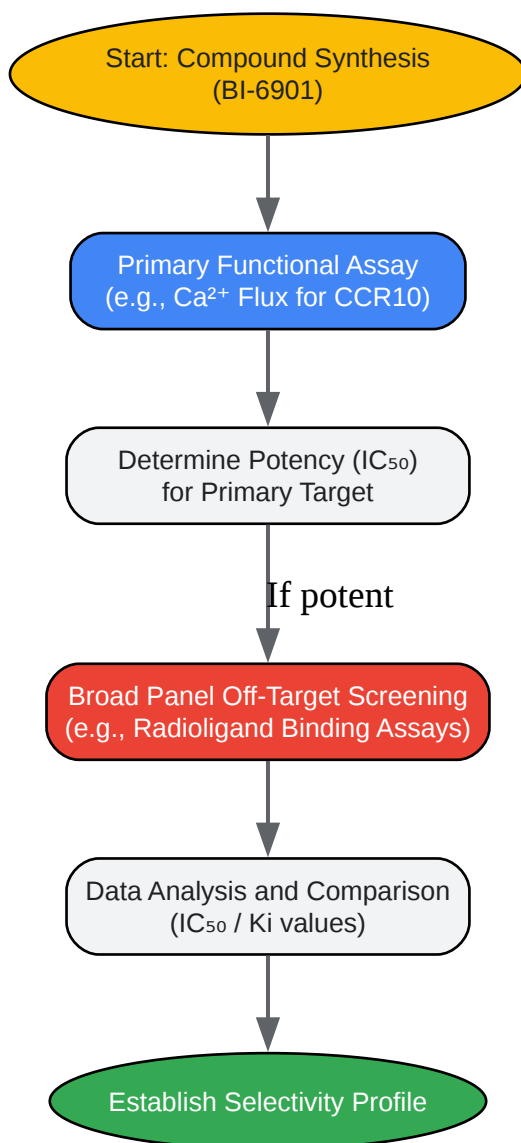 Start: Compound Synthesis
(BI-6901)
Primary Functional Assay
(e.g., Ca²⁺ Flux for CCR10)
Determine Potency (IC₅₀)
for Primary Target
If potent
Broad Panel Off-Target Screening
(e.g., Radioligand Binding Assays)
Data Analysis and Comparison
(IC₅₀ / Ki values)
Establish Selectivity Profile